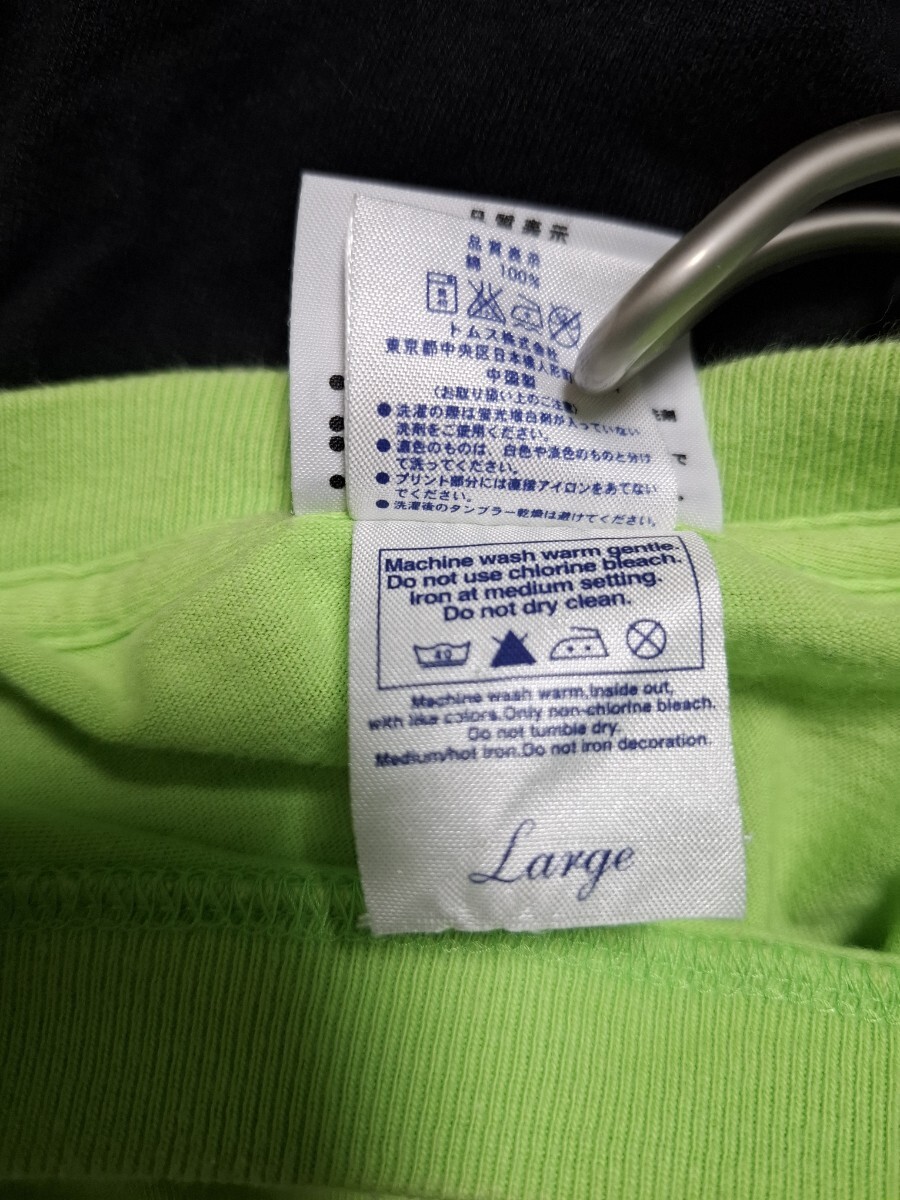 品質表示
品質表示
綿 100%
トムス株式会社
東京都中央区日本橋人形町
中国製
(お取り扱い上のご注意)
●洗濯の際は蛍光増白剤が入っていない
洗剤をご使用ください。
●濃色のものは、白色や淡色のものと分け
て洗ってください。
●プリント部分には直接アイロンをあてない
でください。
●洗濯後のタンブラー乾燥は避けてください。
で
Machine wash warm gentle.
Do not use chlorine bleach.
Iron at medium setting.
Do not dry clean.
40
Machine wash warm.Inside out,
with like colors.Only non-chlorine bleach.
Do not tumble dry.
Medium/hot iron.Do not iron decoration.
Large